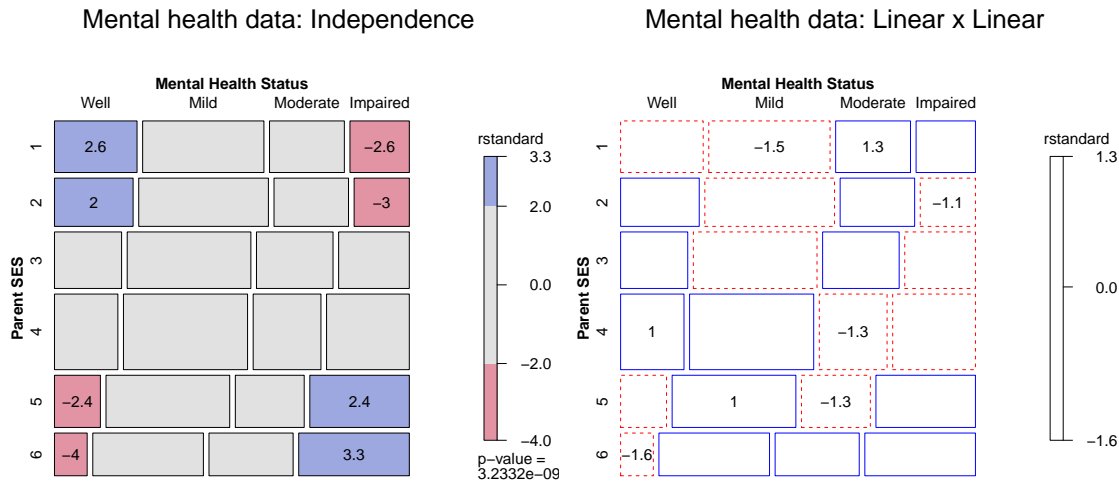 Mental health data: Independence
Mental Health Status
Well Mild Moderate Impaired
Parent SES
1 2.6 −2.6
2 2 −3
3
4
5 −2.4 2.4
6 −4 3.3
rstandard
3.3
2.0
0.0
−2.0
−4.0
p−value =
3.2332e−09
Mental health data: Linear x Linear
Mental Health Status
Well Mild Moderate Impaired
Parent SES
1 −1.5 1.3
2 −1.1
3
4 1 −1.3
5 1 −1.3
6 −1.6
rstandard
1.3
0.0
−1.6